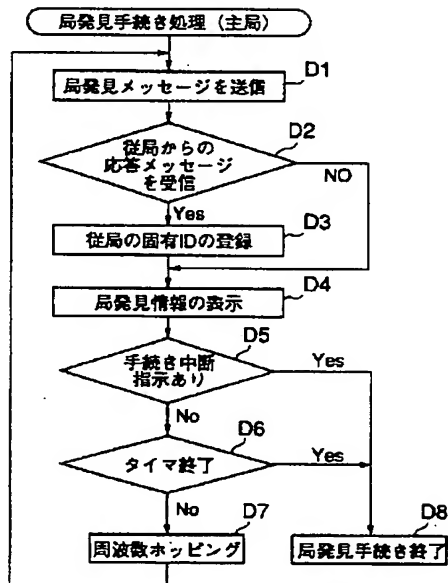 局発見手続き処理（主局）
局発見メッセージを送信
D1
従局からの
応答メッセージ
を受信
D2
NO
Yes
従局の固有IDの登録
D3
局発見情報の表示
D4
手続き中断
指示あり
D5
Yes
No
タイマ終了
D6
Yes
No
周波数ホッピング
D7
局発見手続き終了
D8